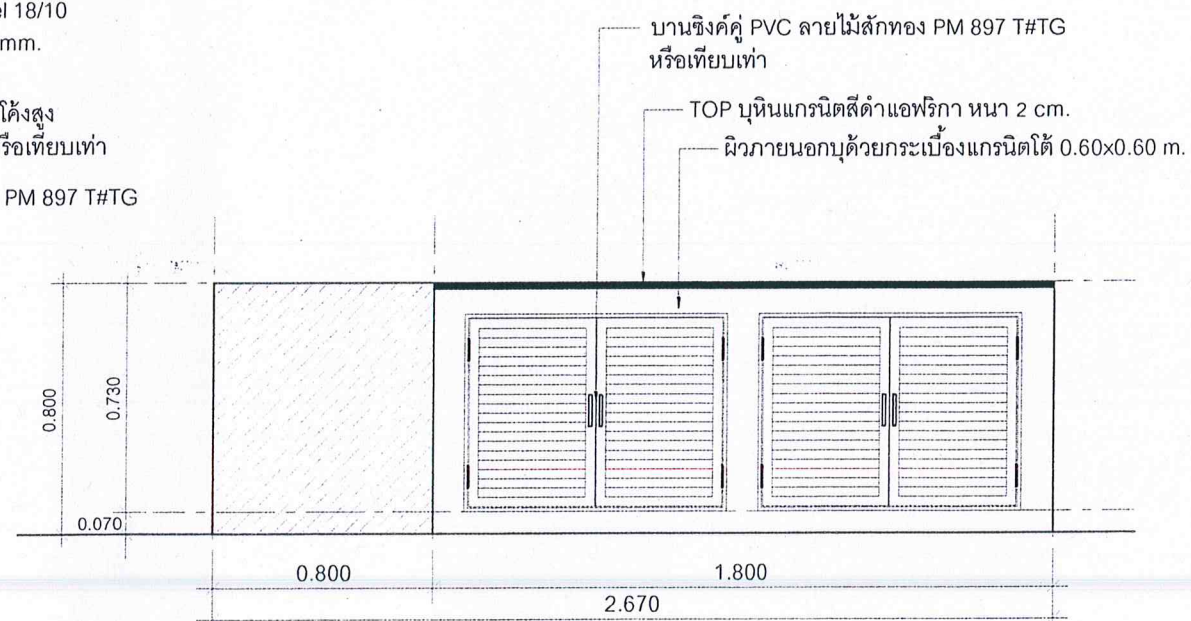 el 18/10
mm.
โค้งสูง
รือเทียบเท่า
PM 897 T#TG
บานซิงค์คู่ PVC ลายไม้สักทอง PM 897 T#TG
หรือเทียบเท่า
TOP บุหินแกรนิตสีดำแอฟริกา หนา 2 cm.
ผิวภายนอกบุด้วยกระเบื้องแกรนิตโต้ 0.60x0.60 m.
0.800
0.730
0.070
0.800
1.800
2.670